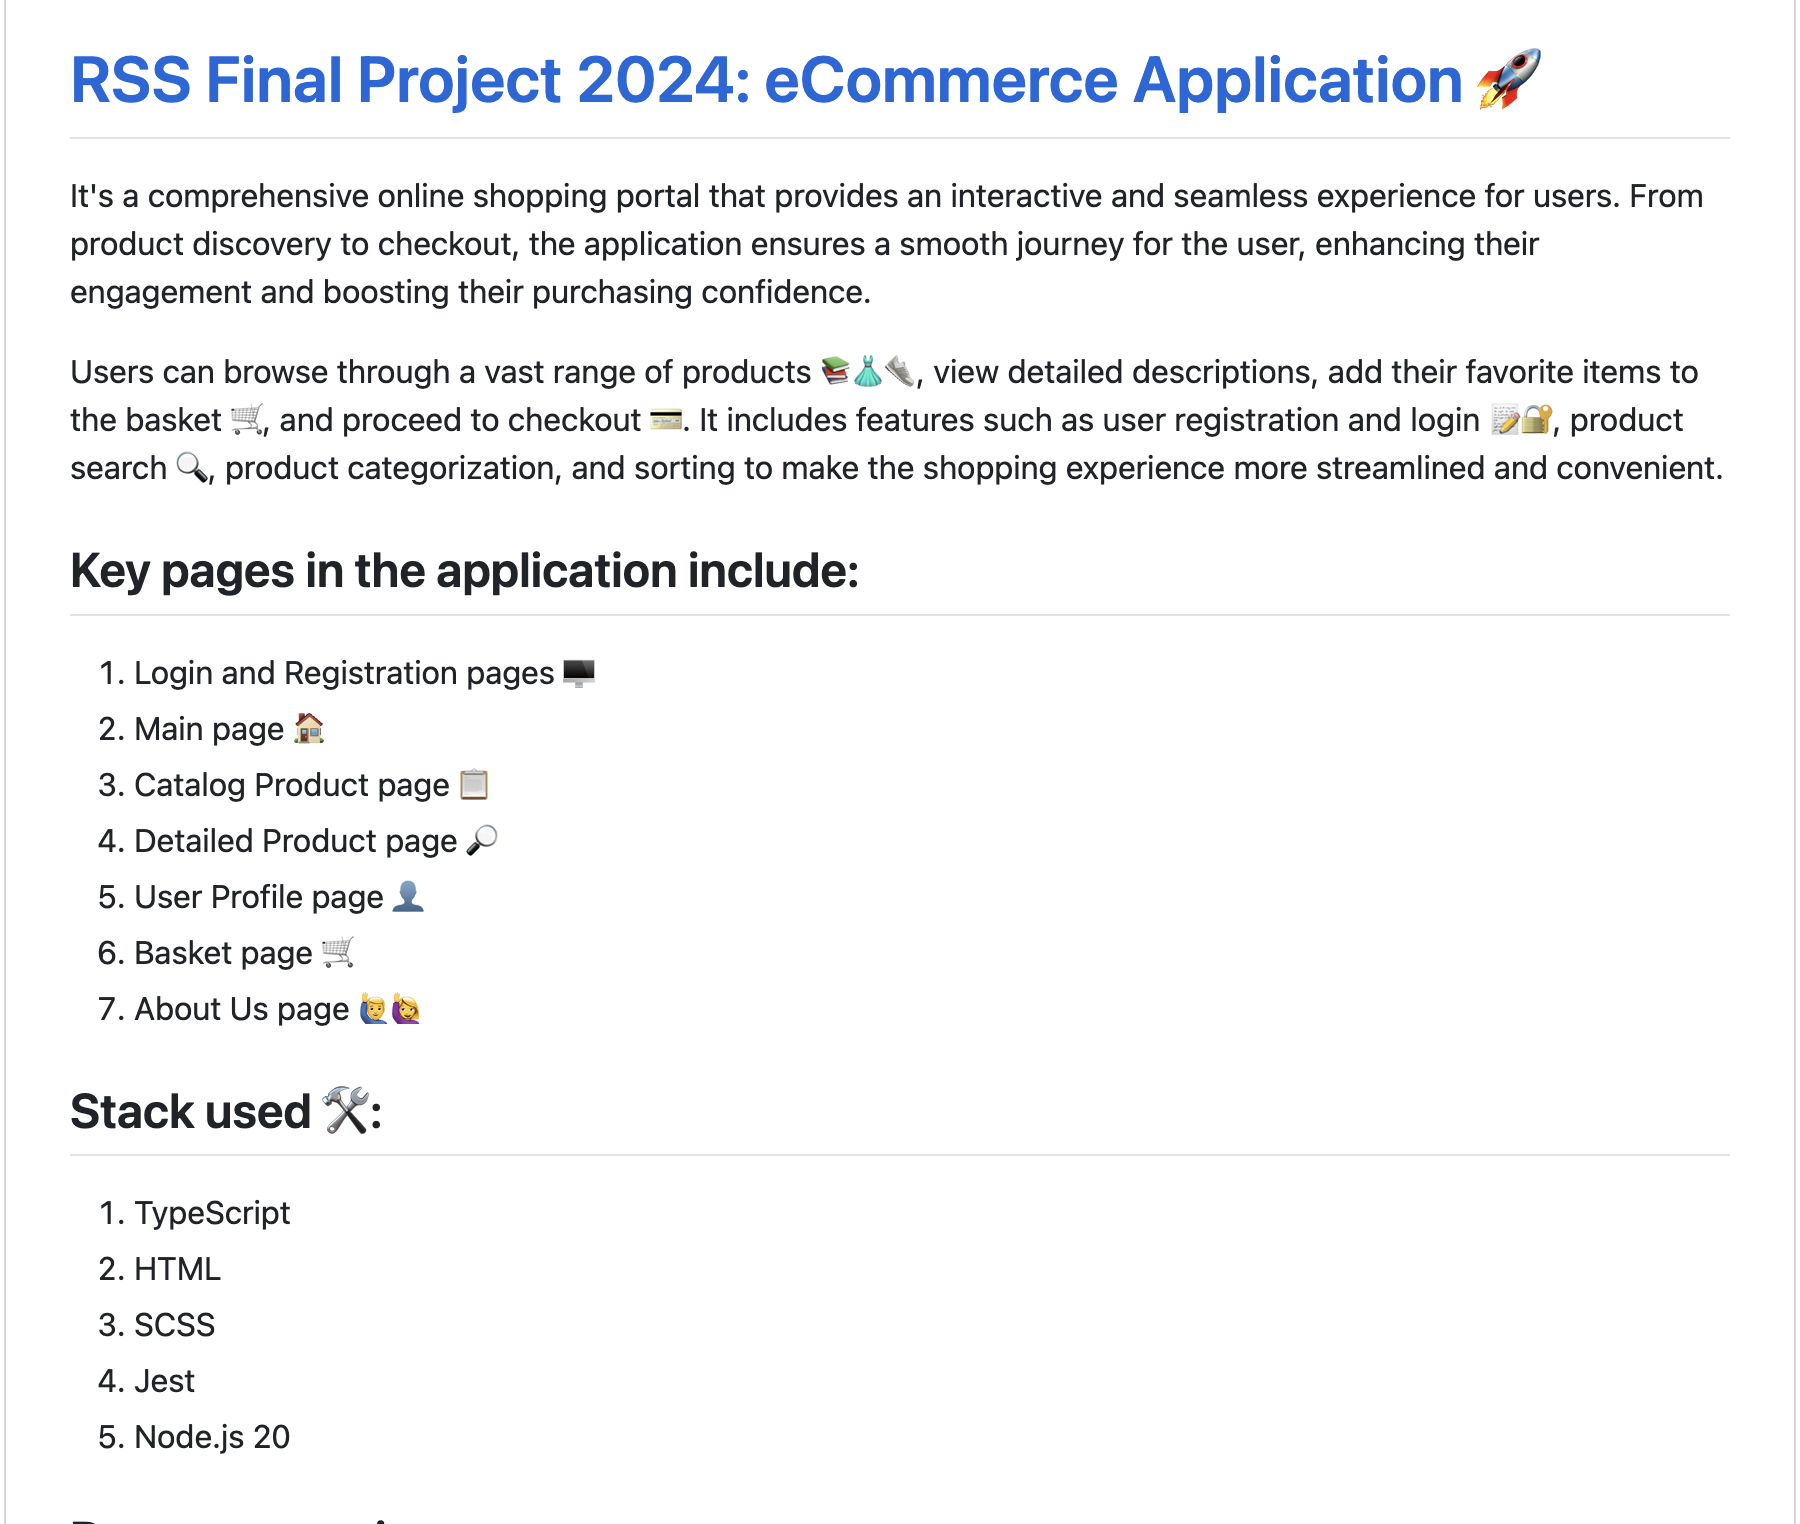 RSS Final Project 2024: eCommerce Application 🚀
It's a comprehensive online shopping portal that provides an interactive and seamless experience for users. From
product discovery to checkout, the application ensures a smooth journey for the user, enhancing their
engagement and boosting their purchasing confidence.
Users can browse through a vast range of products 📚👗👟, view detailed descriptions, add their favorite items to
the basket 🛒, and proceed to checkout 💳. It includes features such as user registration and login 📝🔐, product
search 🔍, product categorization, and sorting to make the shopping experience more streamlined and convenient.
Key pages in the application include:
1. Login and Registration pages 🖥️
2. Main page 🏠
3. Catalog Product page 📋
4. Detailed Product page 🔎
5. User Profile page 👤
6. Basket page 🛒
7. About Us page 🙋‍♂️🙋‍♀️
Stack used 🛠️:
1. TypeScript
2. HTML
3. SCSS
4. Jest
5. Node.js 20